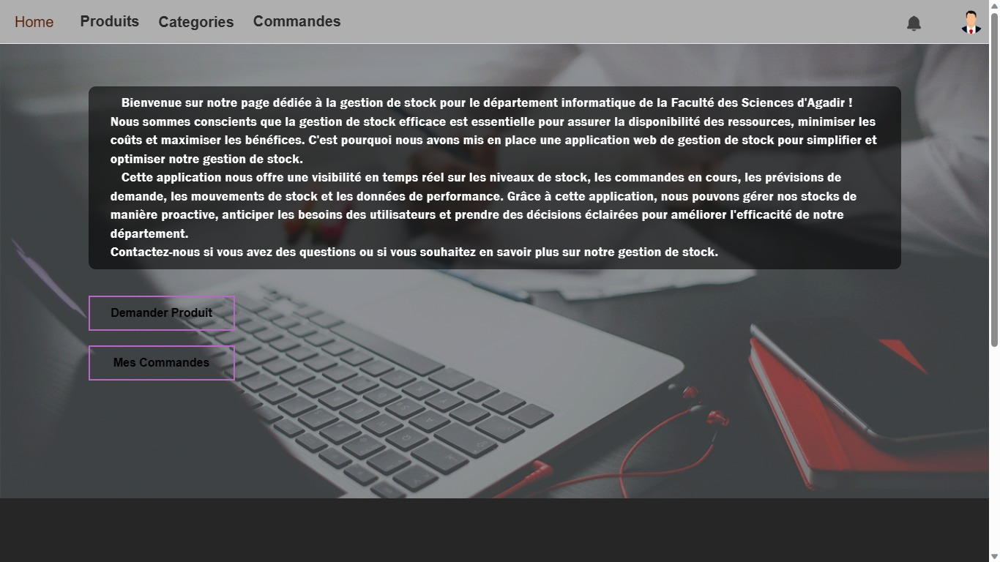 Home Produits Categories Commandes
Bienvenue sur notre page dédiée à la gestion de stock pour le département informatique de la Faculté des Sciences d'Agadir !
Nous sommes conscients que la gestion de stock efficace est essentielle pour assurer la disponibilité des ressources, minimiser les
coûts et maximiser les bénéfices. C'est pourquoi nous avons mis en place une application web de gestion de stock pour simplifier et
optimiser notre gestion de stock.
Cette application nous offre une visibilité en temps réel sur les niveaux de stock, les commandes en cours, les prévisions de
demande, les mouvements de stock et les données de performance. Grâce à cette application, nous pouvons gérer nos stocks de
manière proactive, anticiper les besoins des utilisateurs et prendre des décisions éclairées pour améliorer l'efficacité de notre
département.
Contactez-nous si vous avez des questions ou si vous souhaitez en savoir plus sur notre gestion de stock.
Demander Produit
Mes Commandes